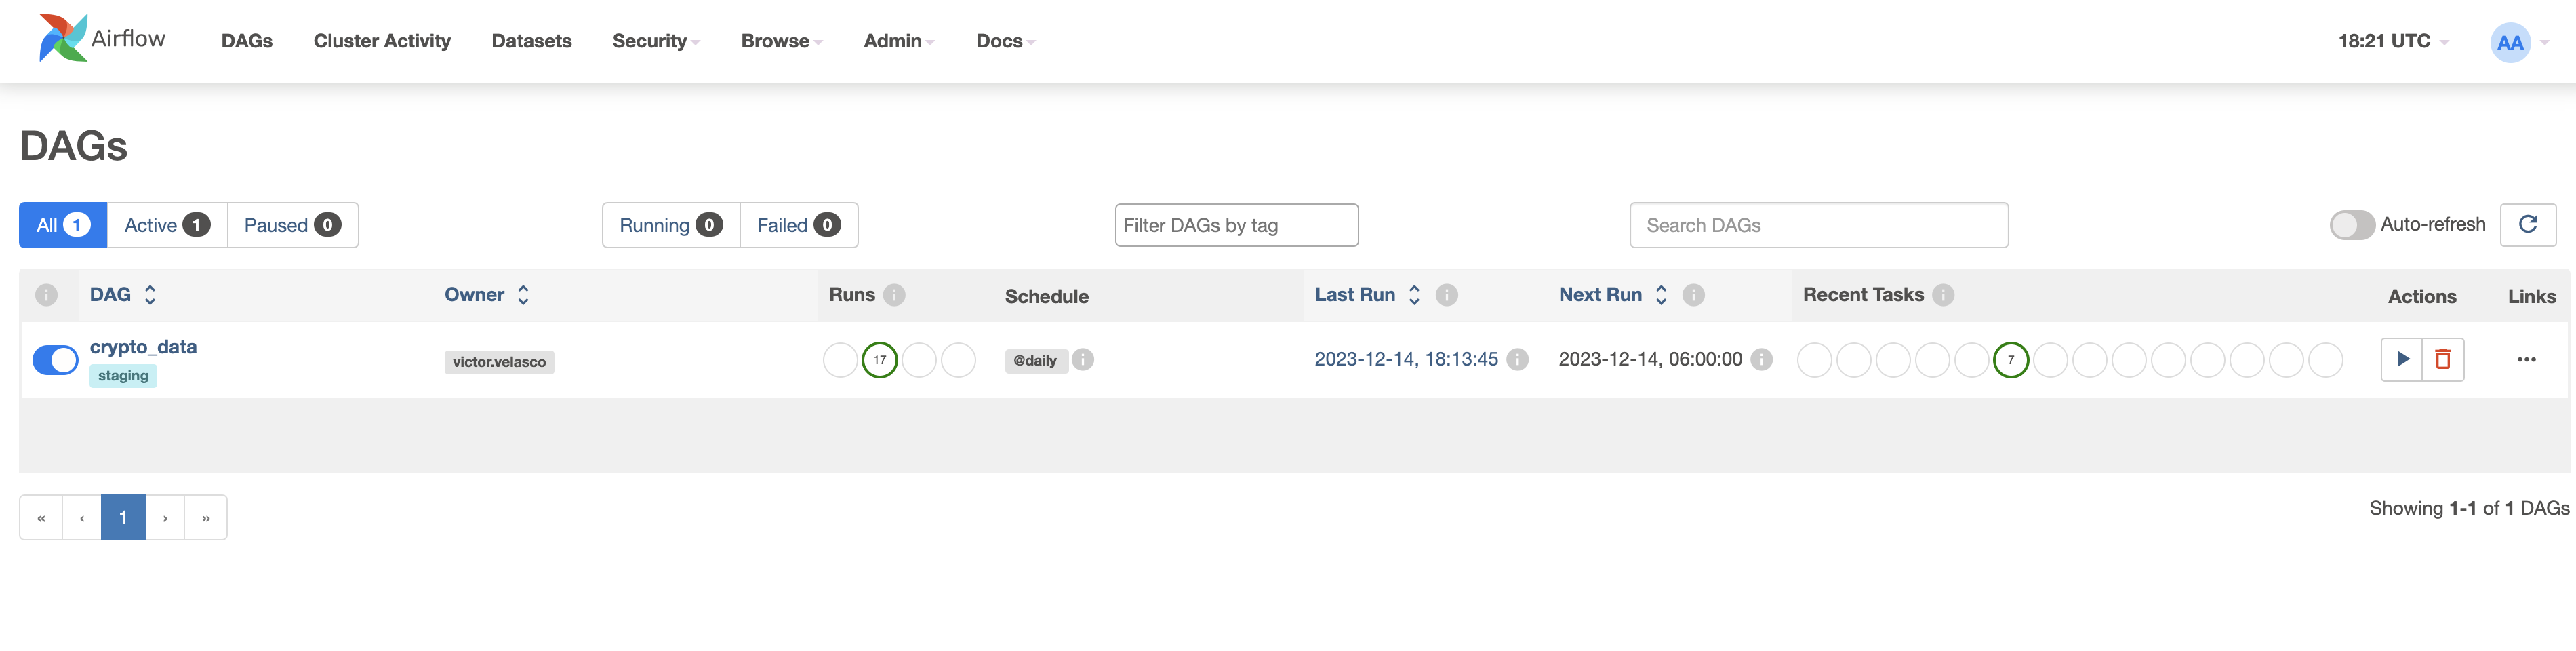 Airflow DAGs Cluster Activity Datasets Security Browse Admin Docs 18:21 UTC AA
DAGs
All 1 Active 1 Paused 0 Running 0 Failed 0 Filter DAGs by tag Search DAGs Auto-refresh
i DAG Owner Runs i Schedule Last Run i Next Run i Recent Tasks i Actions Links
crypto_data victor.velasco 17 @daily i 2023-12-14, 18:13:45 i 2023-12-14, 06:00:00 i 7 ...
staging
« ‹ 1 › » Showing 1-1 of 1 DAGs